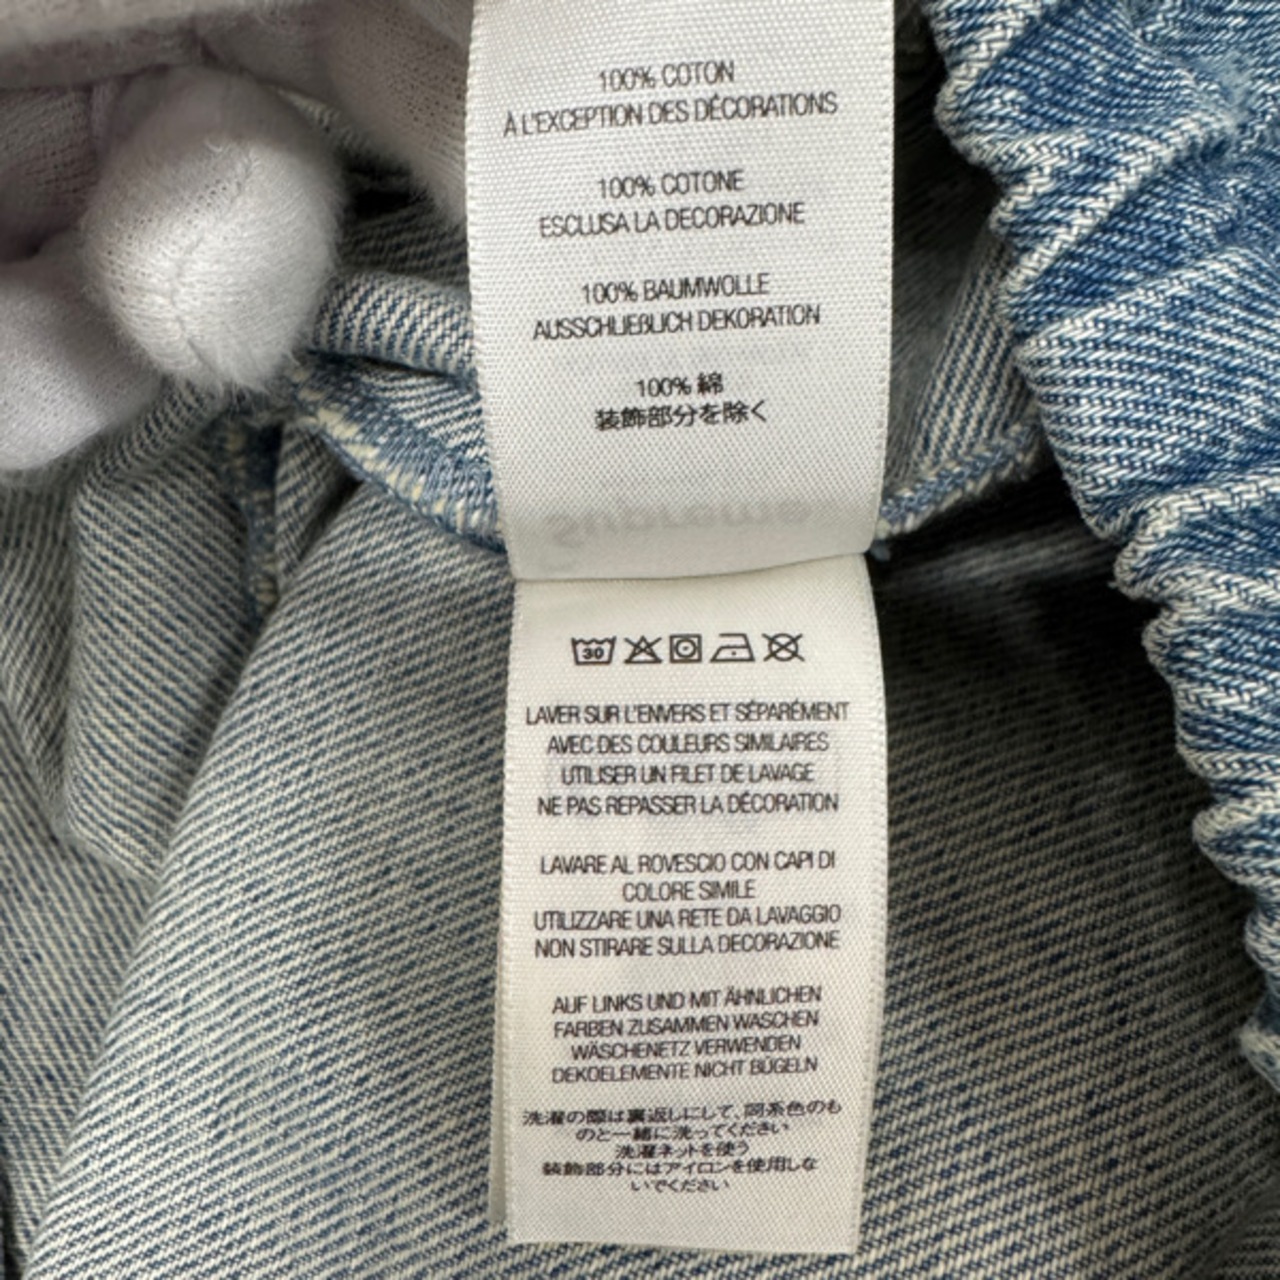 100% COTON
À L'EXCEPTION DES DÉCORATIONS
100% COTONE
ESCLUSA LA DECORAZIONE
100% BAUMWOLLE
AUSSCHLIEBLICH DEKORATION
100% 綿
装飾部分を除く
Supreme
30
LAVER SUR L'ENVERS ET SÉPARÉMENT
AVEC DES COULEURS SIMILAIRES
UTILISER UN FILET DE LAVAGE
NE PAS REPASSER LA DÉCORATION
LAVARE AL ROVESCIO CON CAPI DI
COLORE SIMILE
UTILIZZARE UNA RETE DA LAVAGGIO
NON STIRARE SULLA DECORAZIONE
AUF LINKS UND MIT ÄHNLICHEN
FARBEN ZUSAMMEN WASCHEN
WÄSCHENETZ VERWENDEN
DEKOELEMENTE NICHT BÜGELN
洗濯の際は裏返しにして、同系色のも
のと一緒に洗ってください
洗濯ネットを使う
装飾部分にはアイロンを使用しな
いでください